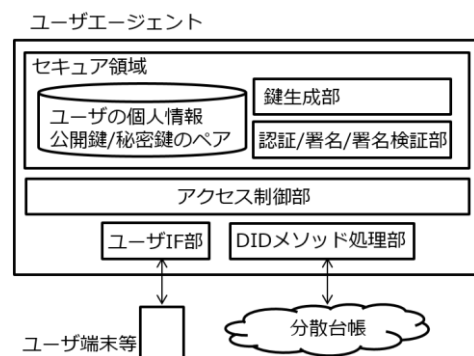 ユーザエージェント
セキュア領域
ユーザの個人情報
公開鍵/秘密鍵のペア
鍵生成部
認証/署名/署名検証部
アクセス制御部
ユーザIF部
DIDメソッド処理部
ユーザ端末等
分散台帳